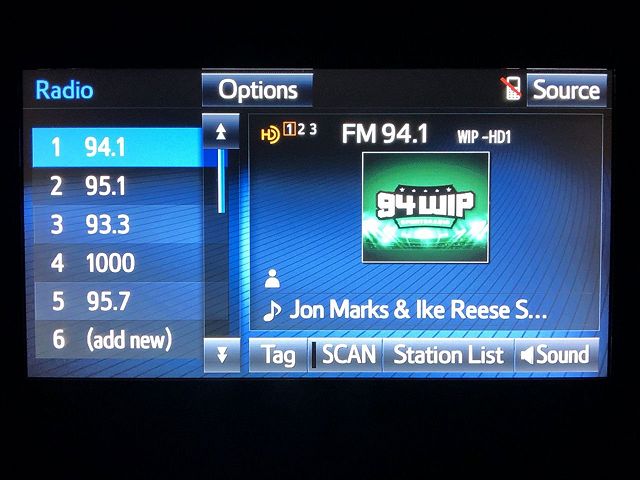 Radio
Options
Source
1 94.1
2 95.1
3 93.3
4 1000
5 95.7
6 (add new)
HD 1 2 3 FM 94.1 WIP -HD1
94WIP
Jon Marks & Ike Reese S...
Tag
SCAN
Station List
Sound